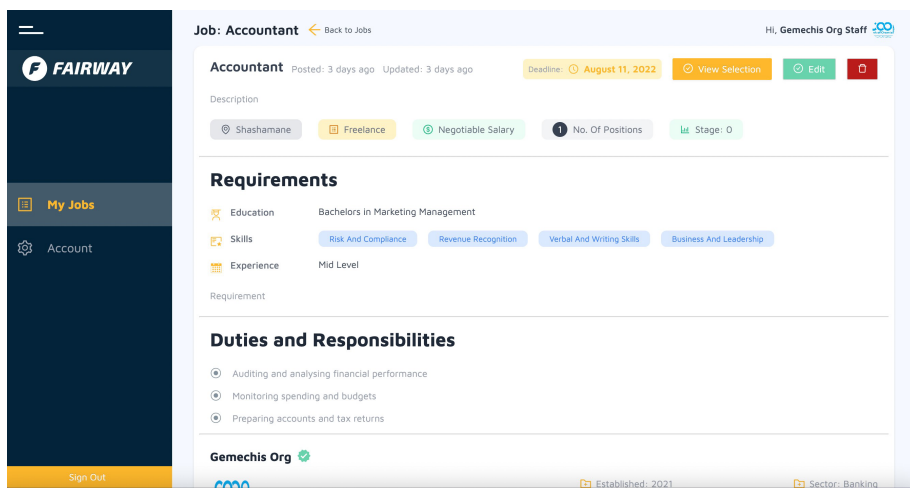 Job: Accountant Back to Jobs
Hi, Gemechis Org Staff
FAIRWAY
Accountant Posted: 3 days ago Updated: 3 days ago
Deadline: August 11, 2022 View Selection Edit
Description
Shashamane Freelance Negotiable Salary 1 No. Of Positions Stage: 0
Requirements
My Jobs
Account
Education Bachelors in Marketing Management
Skills Risk And Compliance Revenue Recognition Verbal And Writing Skills Business And Leadership
Experience Mid Level
Requirement
Duties and Responsibilities
Auditing and analysing financial performance
Monitoring spending and budgets
Preparing accounts and tax returns
Gemechis Org
Sign Out
Established: 2021 Sector: Banking